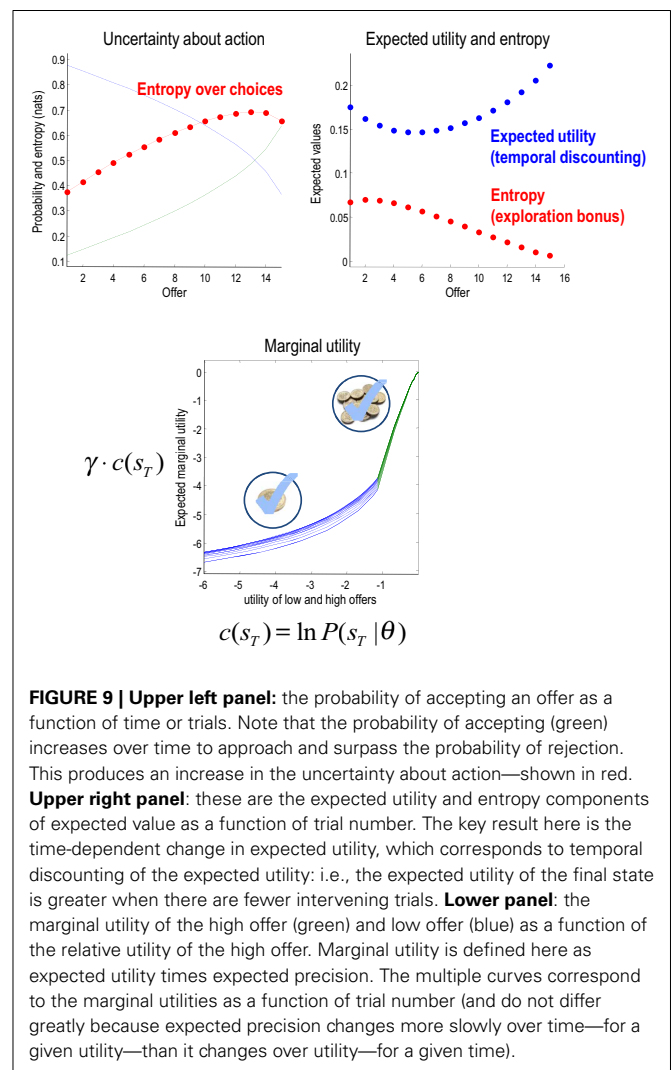 Uncertainty about action
0.9
0.8
0.7
0.6
0.5
0.4
0.3
0.2
0.1
Probability and entropy (nats)
Entropy over choices
2 4 6 8 10 12 14
Offer
Expected utility and entropy
0.2
0.15
0.1
0.05
0
Expected values
Expected utility
(temporal discounting)
Entropy
(exploration bonus)
2 4 6 8 10 12 14 16
Offer
Marginal utility
0
-1
-2
-3
-4
-5
-6
-7
γ · c(s_T)
Expected marginal utility
-6 -5 -4 -3 -2 -1
utility of low and high offers
c(s_T) = ln P(s_T | θ)
FIGURE 9 | Upper left panel: the probability of accepting an offer as a
function of time or trials. Note that the probability of accepting (green)
increases over time to approach and surpass the probability of rejection.
This produces an increase in the uncertainty about action—shown in red.
Upper right panel: these are the expected utility and entropy components
of expected value as a function of trial number. The key result here is the
time-dependent change in expected utility, which corresponds to temporal
discounting of the expected utility: i.e., the expected utility of the final state
is greater when there are fewer intervening trials. Lower panel: the
marginal utility of the high offer (green) and low offer (blue) as a function of
the relative utility of the high offer. Marginal utility is defined here as
expected utility times expected precision. The multiple curves correspond
to the marginal utilities as a function of trial number (and do not differ
greatly because expected precision changes more slowly over time—for a
given utility—than it changes over utility—for a given time).